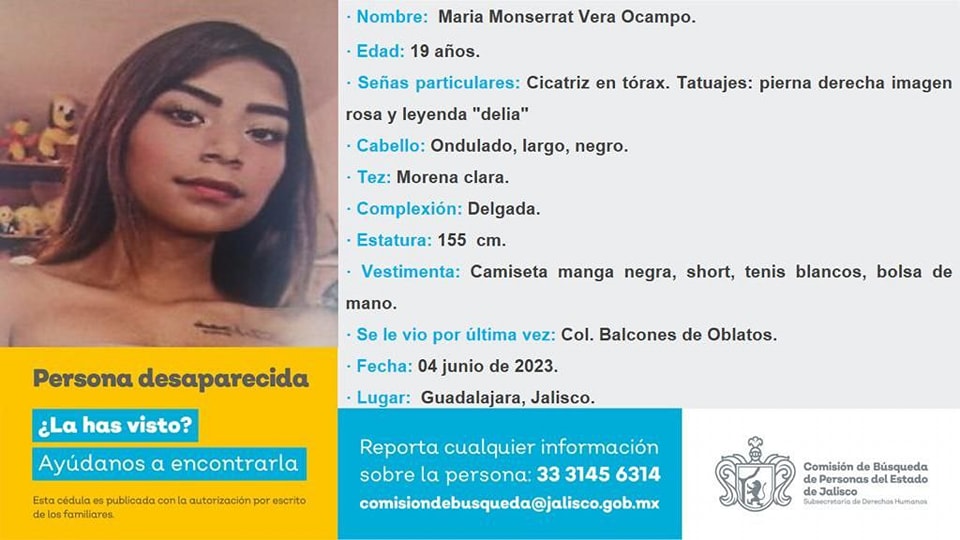 · Nombre: Maria Monserrat Vera Ocampo.
· Edad: 19 años.
· Señas particulares: Cicatriz en tórax. Tatuajes: pierna derecha imagen
rosa y leyenda "delia"
· Cabello: Ondulado, largo, negro.
· Tez: Morena clara.
· Complexión: Delgada.
· Estatura: 155 cm.
· Vestimenta: Camiseta manga negra, short, tenis blancos, bolsa de
mano.
· Se le vio por última vez: Col. Balcones de Oblatos.
· Fecha: 04 junio de 2023.
· Lugar: Guadalajara, Jalisco.
Persona desaparecida
¿La has visto?
Ayúdanos a encontrarla
Esta cédula es publicada con la autorización por escrito
de los familiares.
Reporta cualquier información
sobre la persona: 33 3145 6314
comisiondebusqueda@jalisco.gob.mx
Comisión de Búsqueda
de Personas del Estado
de Jalisco
Subsecretaría de Derechos Humanos